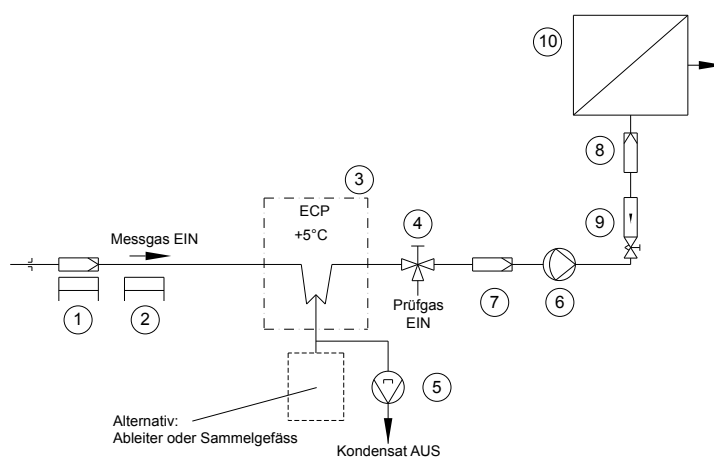 10
8
3
ECP
4
9
+5°C
Messgas EIN
Prüfgas
EIN
7
6
1
2
5
Alternativ:
Ableiter oder Sammelgefäss
Kondensat AUS